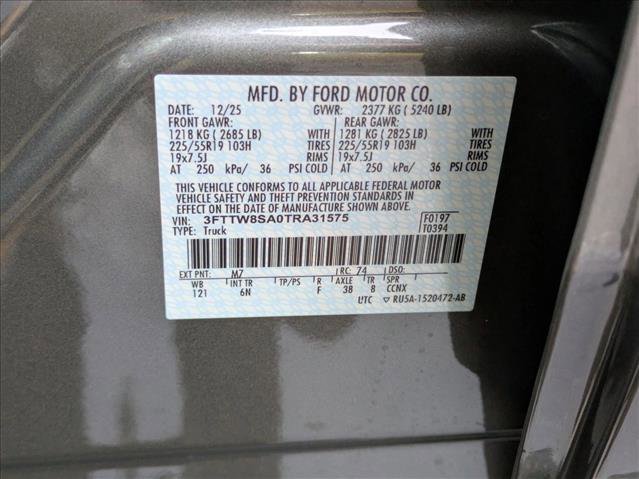 MFD. BY FORD MOTOR CO.
DATE: 12/25 GVWR: 2377 KG ( 5240 LB)
FRONT GAWR: REAR GAWR:
1218 KG ( 2685 LB) WITH 1281 KG ( 2825 LB) WITH
225/55R19 103H TIRES 225/55R19 103H TIRES
19x7.5J RIMS 19x7.5J RIMS
AT 250 kPa/ 36 PSI COLD AT 250 kPa/ 36 PSI COLD
THIS VEHICLE CONFORMS TO ALL APPLICABLE FEDERAL MOTOR
VEHICLE SAFETY AND THEFT PREVENTION STANDARDS IN EFFECT
ON THE DATE OF MANUFACTURE SHOWN ABOVE.
VIN: 3FTTW8SA0TRA31575 F0197
TYPE: Truck T0394
EXT PNT: M7 RC: 74 DSO:
WB INT TR TP/PS R AXLE TR SPR
121 6N F 38 8 CCNX
UTC ▽ RU5A-1520472-AB